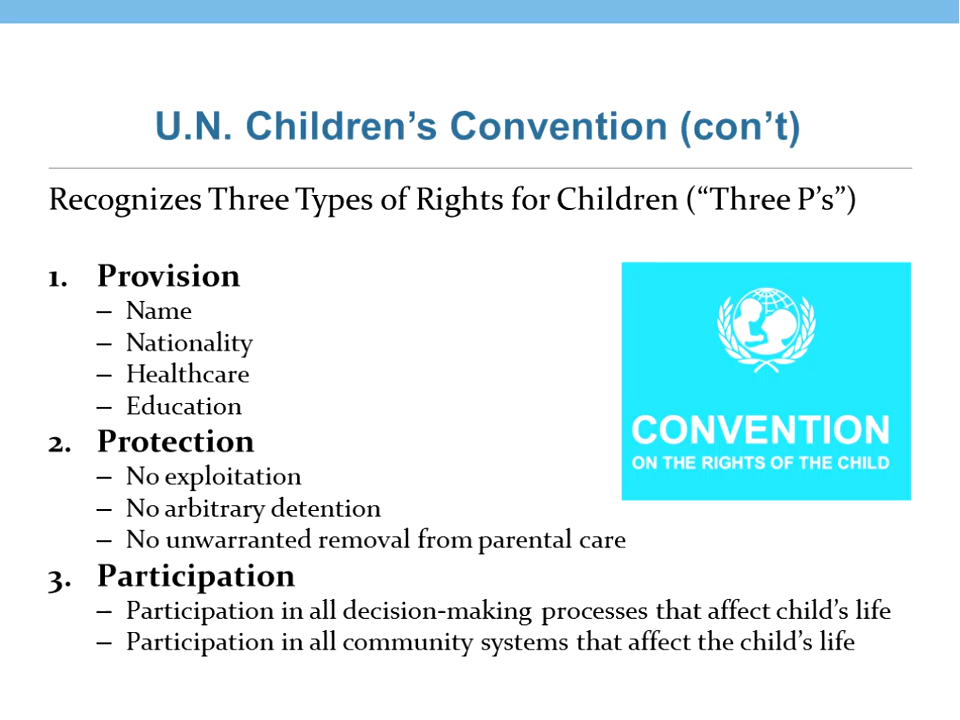 U.N. Children’s Convention (con’t)
Recognizes Three Types of Rights for Children (“Three P’s”)
1. Provision
– Name
– Nationality
– Healthcare
– Education
2. Protection
– No exploitation
– No arbitrary detention
– No unwarranted removal from parental care
3. Participation
– Participation in all decision-making processes that affect child’s life
– Participation in all community systems that affect the child’s life
CONVENTION
ON THE RIGHTS OF THE CHILD